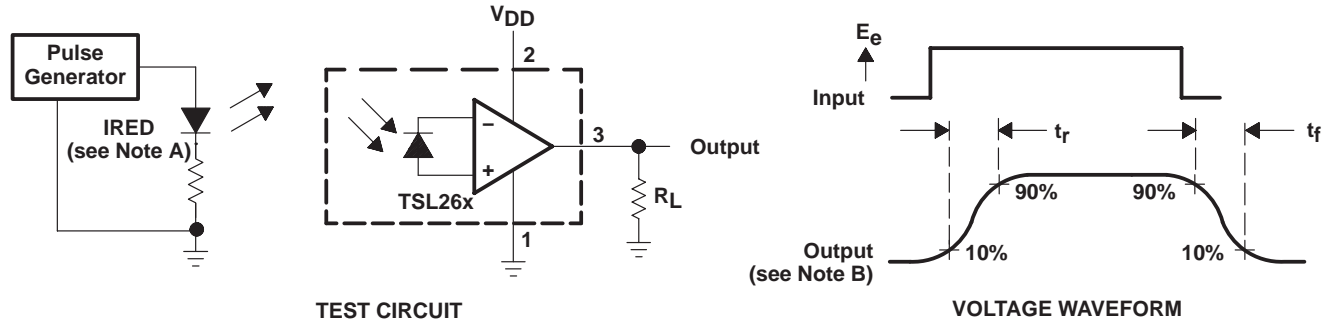 Pulse
Generator
IRED
(see Note A)
VDD
2
−
+
TSL26x
1
3
Output
RL
TEST CIRCUIT
Ee
Input
tr
tf
90%
90%
Output
(see Note B)
10%
10%
VOLTAGE WAVEFORM